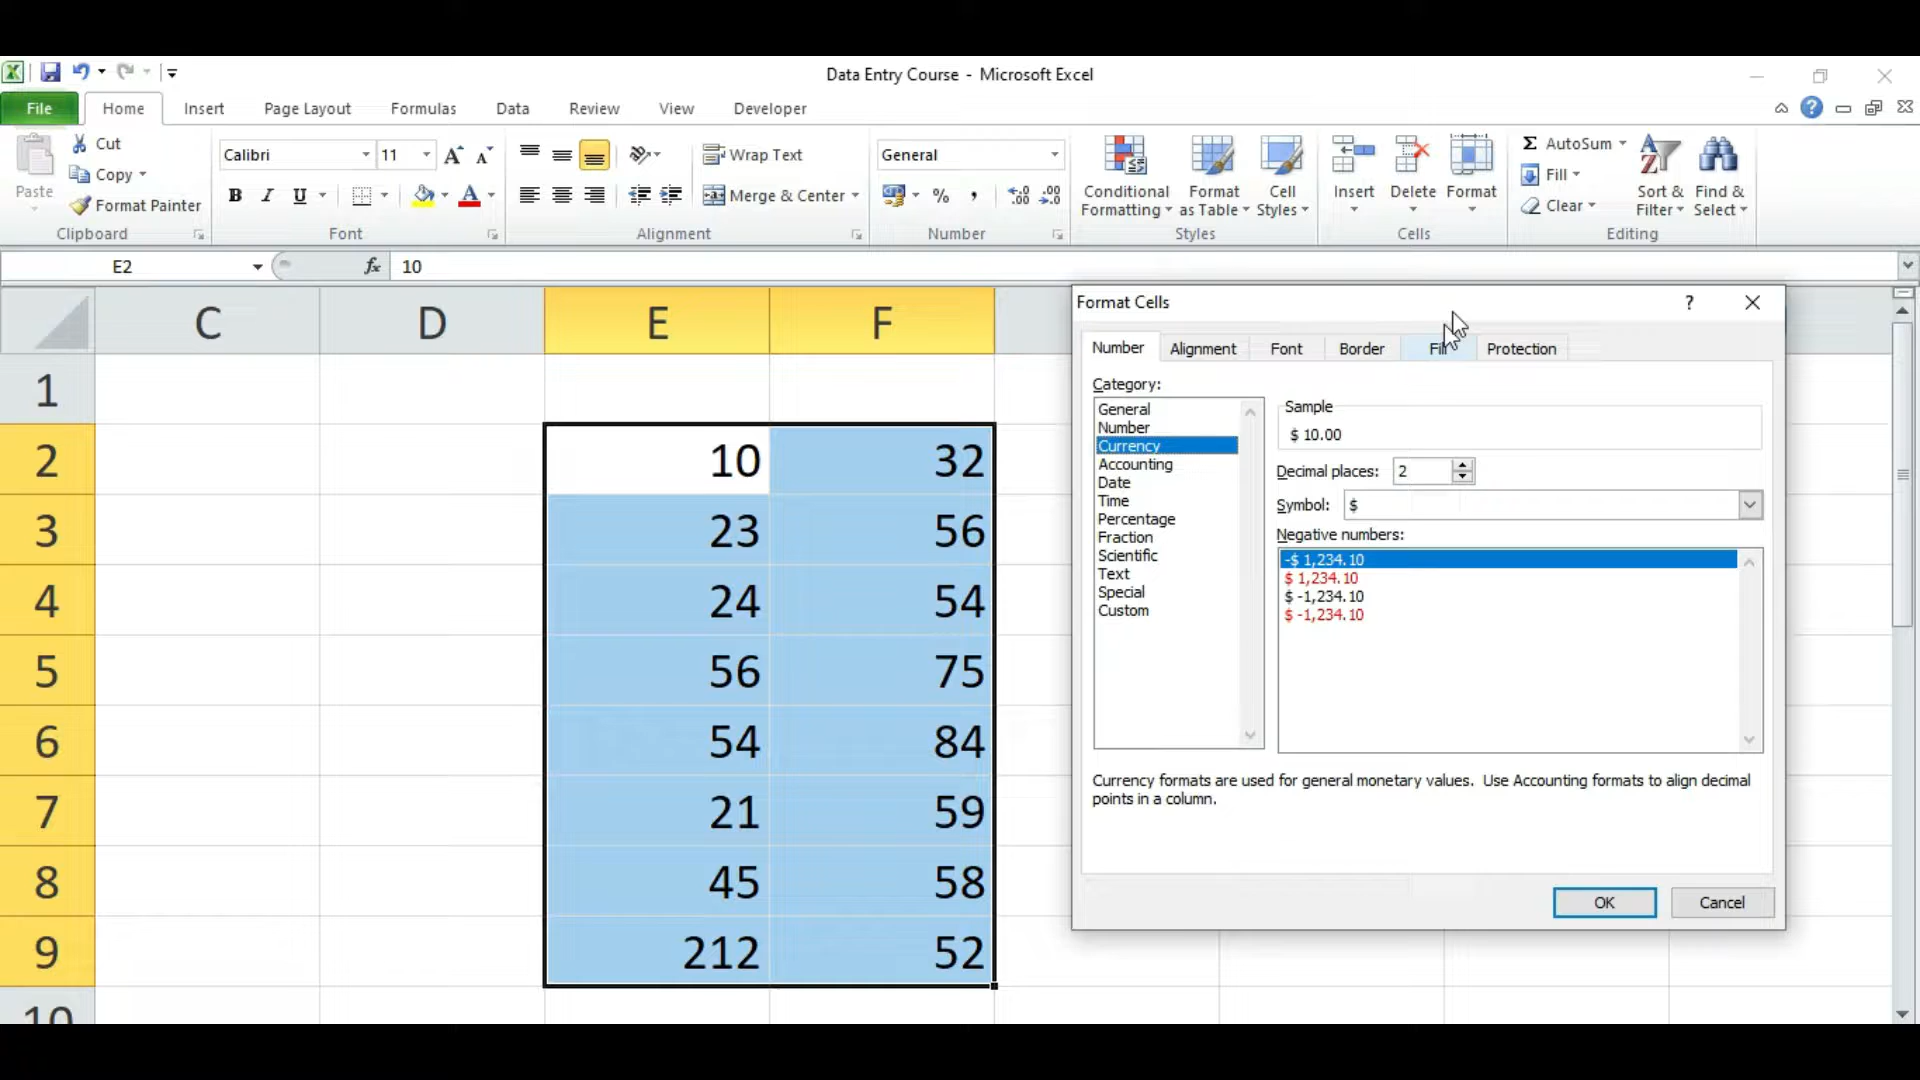 Data Entry Course - Microsoft Excel
File Home Insert Page Layout Formulas Data Review View Developer
Paste
Cut
Copy
Format Painter
Clipboard
Calibri 11
B I U
Font
Wrap Text
Merge & Center
Alignment
General
% ,
Number
Conditional Formatting
Format as Table
Cell Styles
Styles
Insert Delete Format
Cells
Σ AutoSum
Fill
Clear
Sort & Filter
Find & Select
Editing
E2 fx 10
C D E F
1
2 10 32
3 23 56
4 24 54
5 56 75
6 54 84
7 21 59
8 45 58
9 212 52
10
Format Cells ?
Number Alignment Font Border Fill Protection
Category:
General
Number
Currency
Accounting
Date
Time
Percentage
Fraction
Scientific
Text
Special
Custom
Sample
$ 10.00
Decimal places: 2
Symbol: $
Negative numbers:
-$ 1,234.10
$ 1,234.10
$ -1,234.10
$ -1,234.10
Currency formats are used for general monetary values. Use Accounting formats to align decimal
points in a column.
OK Cancel